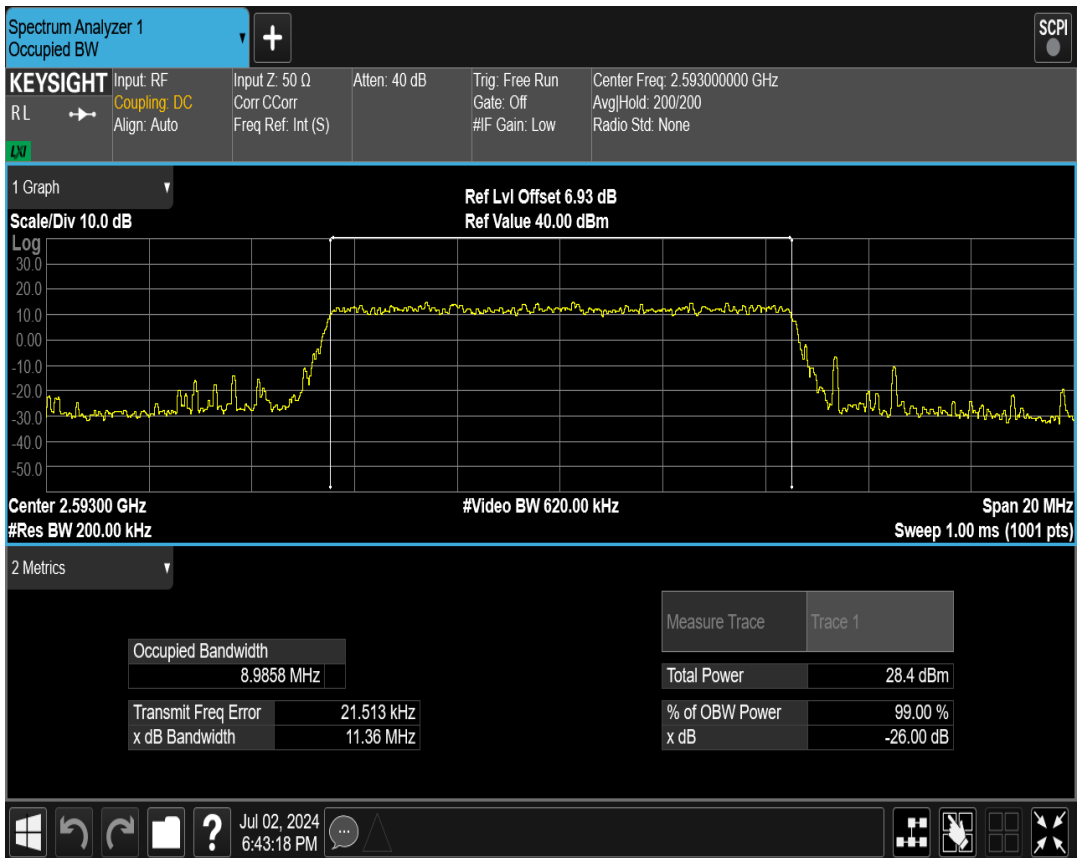 Spectrum Analyzer 1
Occupied BW
+
SCPI
KEYSIGHT
RL
LXI
Input: RF
Coupling: DC
Align: Auto
Input Z: 50 Ω
Corr CCorr
Freq Ref: Int (S)
Atten: 40 dB
Trig: Free Run
Gate: Off
#IF Gain: Low
Center Freq: 2.593000000 GHz
Avg|Hold: 200/200
Radio Std: None
1 Graph
Scale/Div 10.0 dB
Ref Lvl Offset 6.93 dB
Ref Value 40.00 dBm
Log
30.0
20.0
10.0
0.00
-10.0
-20.0
-30.0
-40.0
-50.0
Center 2.59300 GHz
#Res BW 200.00 kHz
#Video BW 620.00 kHz
Span 20 MHz
Sweep 1.00 ms (1001 pts)
2 Metrics
Occupied Bandwidth
8.9858 MHz
Transmit Freq Error 21.513 kHz
x dB Bandwidth 11.36 MHz
Measure Trace Trace 1
Total Power 28.4 dBm
% of OBW Power 99.00 %
x dB -26.00 dB
?
Jul 02, 2024
6:43:18 PM